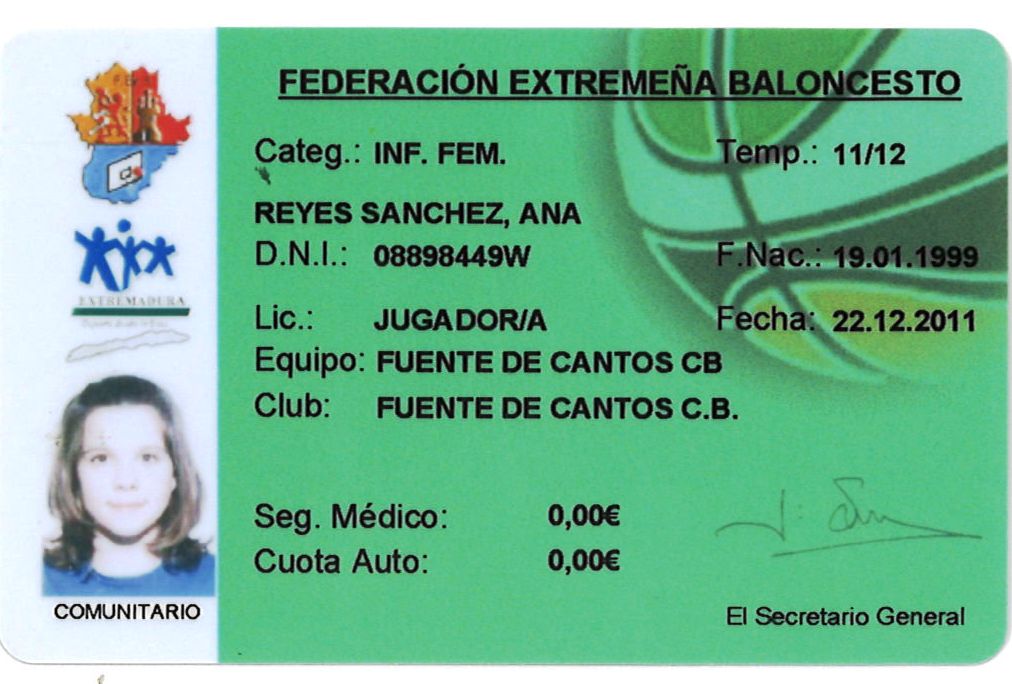 FEDERACIÓN EXTREMEÑA BALONCESTO
Categ.: INF. FEM. Temp.: 11/12
REYES SANCHEZ, ANA
D.N.I.: 08898449W F.Nac.: 19.01.1999
Lic.: JUGADOR/A Fecha: 22.12.2011
Equipo: FUENTE DE CANTOS CB
Club: FUENTE DE CANTOS C.B.
Seg. Médico: 0,00€
Cuota Auto: 0,00€
El Secretario General
EXTREMADURA
COMUNITARIO